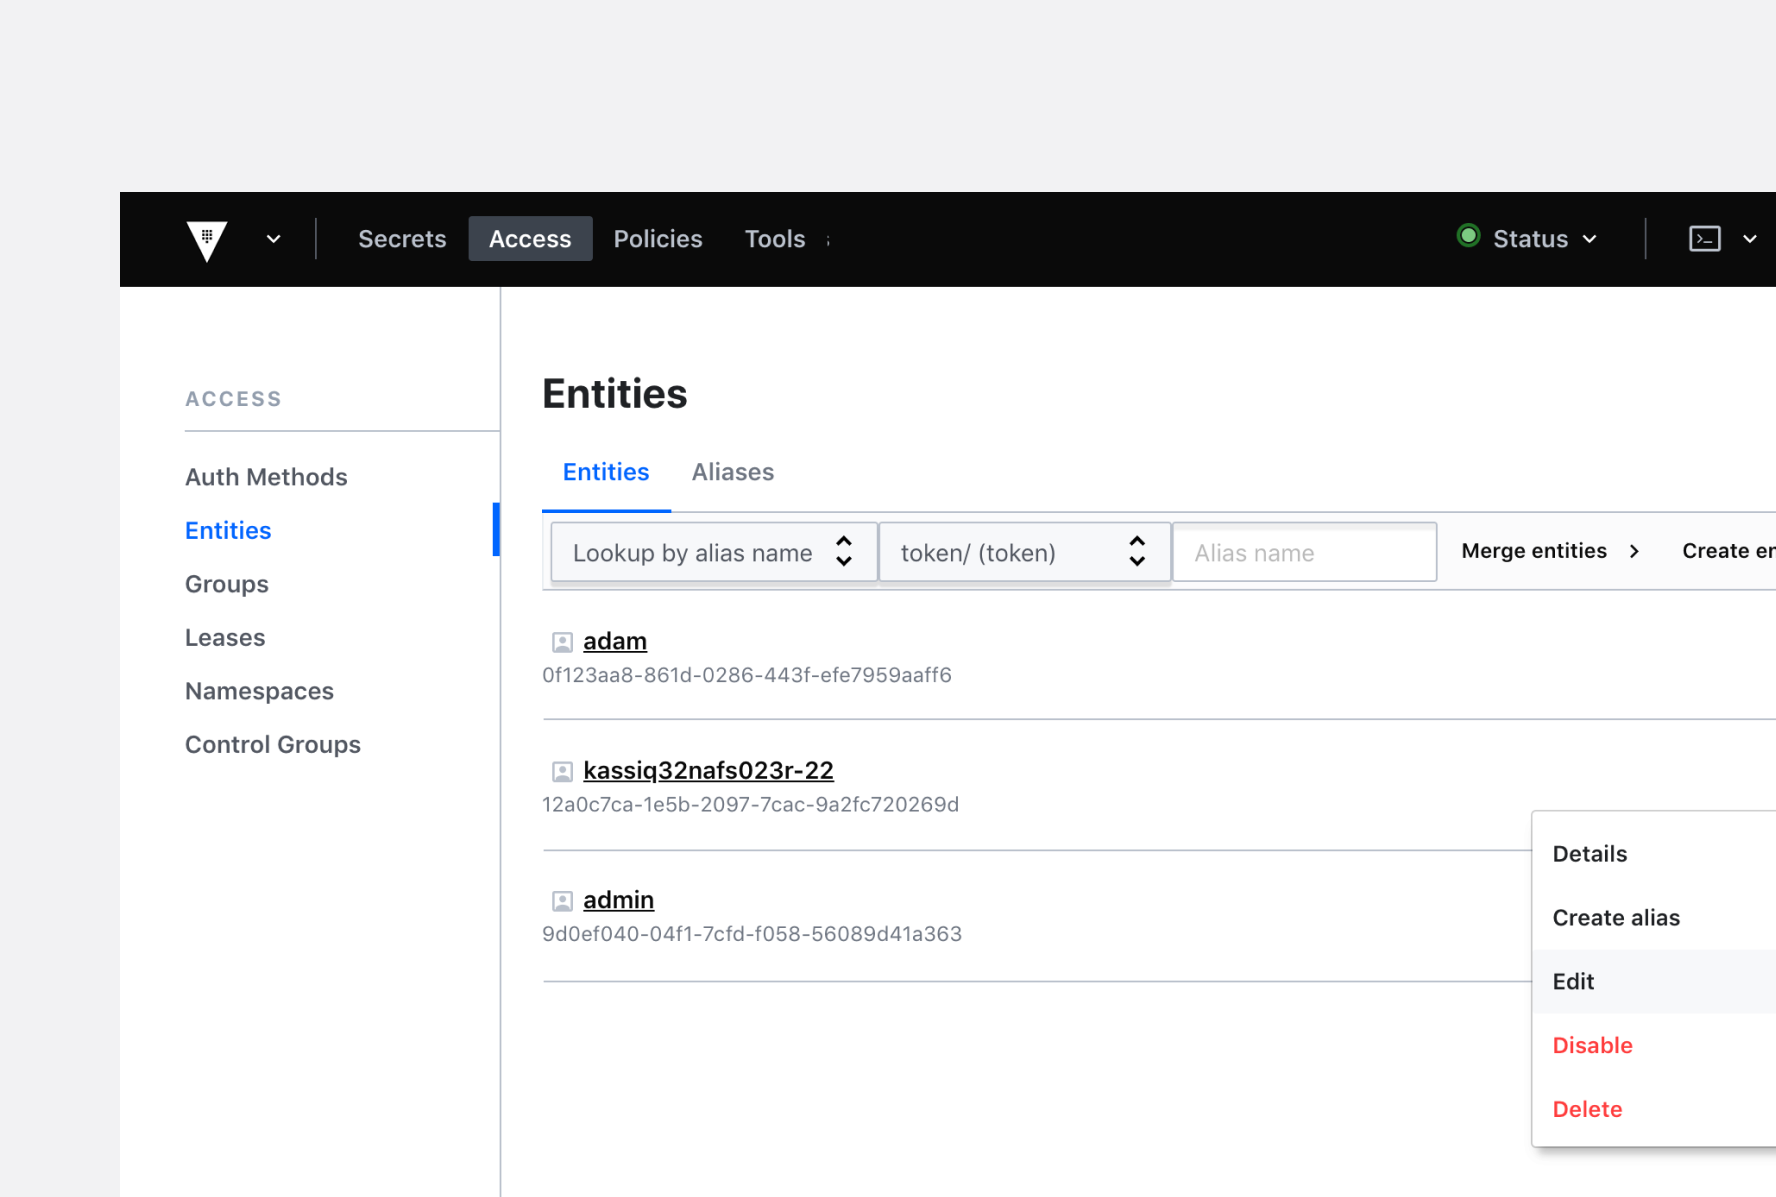 Secrets Access Policies Tools Status
ACCESS
Auth Methods
Entities
Groups
Leases
Namespaces
Control Groups
Entities
Entities Aliases
Lookup by alias name token/ (token) Alias name Merge entities Create en
adam
0f123aa8-861d-0286-443f-efe7959aaff6
kassiq32nafs023r-22
12a0c7ca-1e5b-2097-7cac-9a2fc720269d
admin
9d0ef040-04f1-7cfd-f058-56089d41a363
Details
Create alias
Edit
Disable
Delete